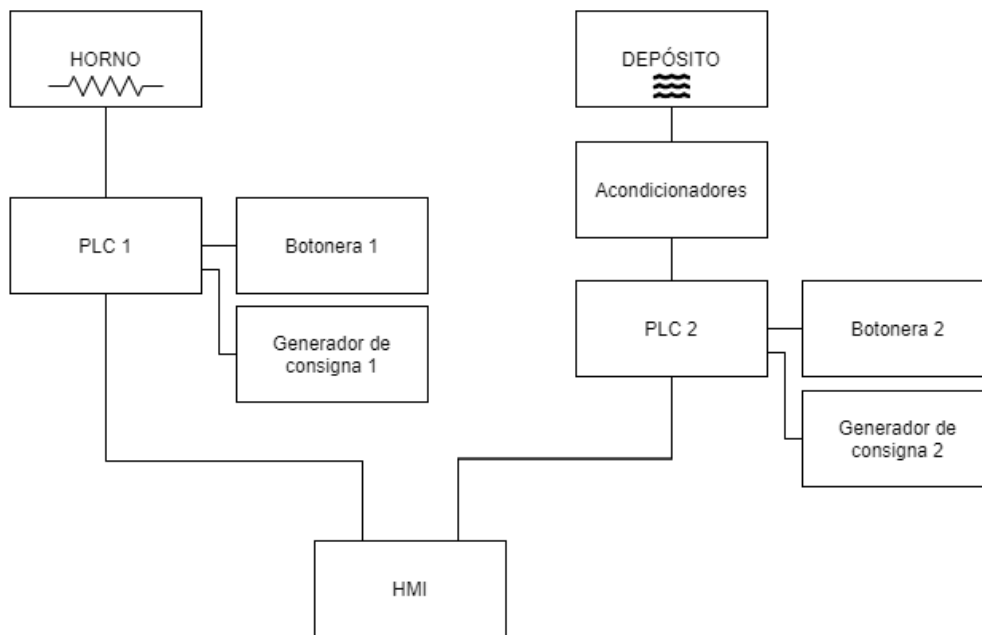 HORNO
DEPÓSITO
Acondicionadores
PLC 1
Botonera 1
Generador de
consigna 1
PLC 2
Botonera 2
Generador de
consigna 2
HMI